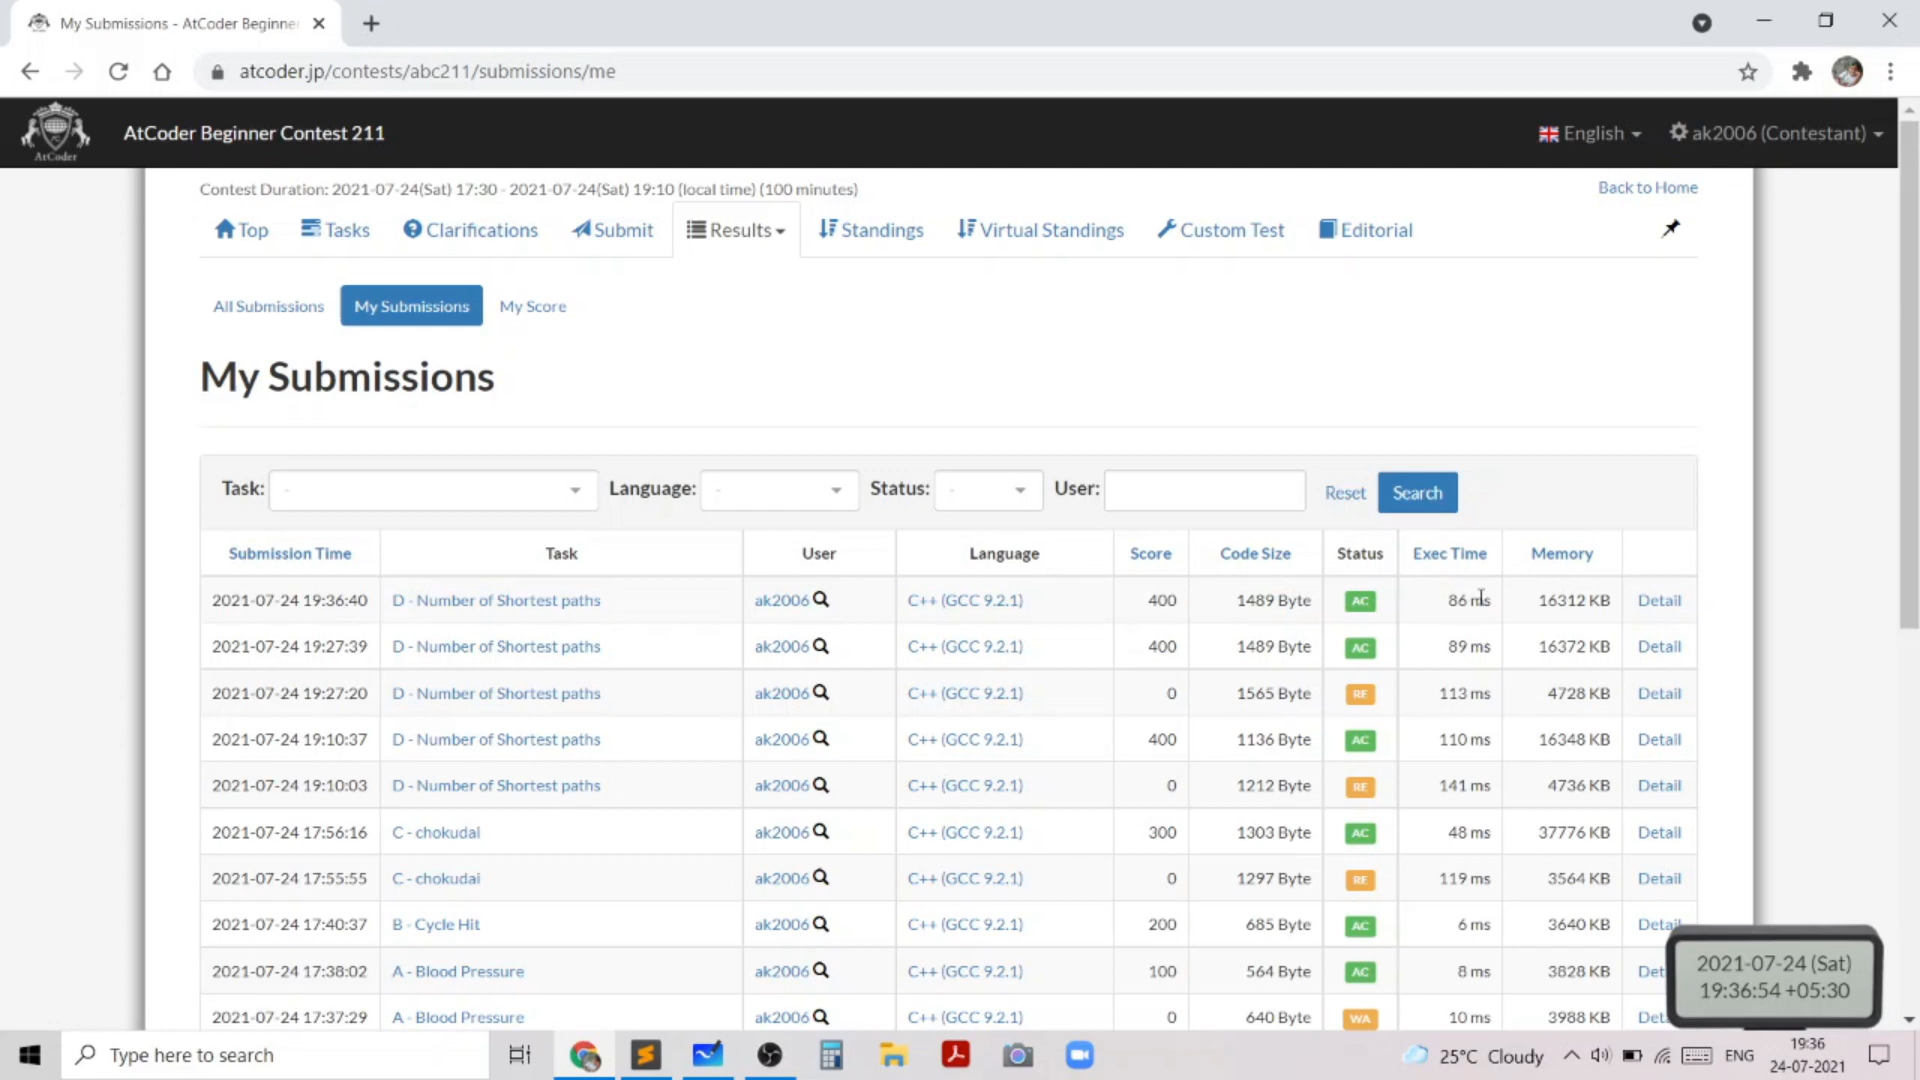 My Submissions - AtCoder Beginne
atcoder.jp/contests/abc211/submissions/me
AtCoder
AtCoder Beginner Contest 211
English
ak2006 (Contestant)
Contest Duration: 2021-07-24(Sat) 17:30 - 2021-07-24(Sat) 19:10 (local time) (100 minutes)
Back to Home
Top Tasks Clarifications Submit Results Standings Virtual Standings Custom Test Editorial
All Submissions My Submissions My Score
My Submissions
Task: - Language: - Status: - User: Reset Search
Submission Time Task User Language Score Code Size Status Exec Time Memory
2021-07-24 19:36:40 D - Number of Shortest paths ak2006 C++ (GCC 9.2.1) 400 1489 Byte AC 86 ms 16312 KB Detail
2021-07-24 19:27:39 D - Number of Shortest paths ak2006 C++ (GCC 9.2.1) 400 1489 Byte AC 89 ms 16372 KB Detail
2021-07-24 19:27:20 D - Number of Shortest paths ak2006 C++ (GCC 9.2.1) 0 1565 Byte RE 113 ms 4728 KB Detail
2021-07-24 19:10:37 D - Number of Shortest paths ak2006 C++ (GCC 9.2.1) 400 1136 Byte AC 110 ms 16348 KB Detail
2021-07-24 19:10:03 D - Number of Shortest paths ak2006 C++ (GCC 9.2.1) 0 1212 Byte RE 141 ms 4736 KB Detail
2021-07-24 17:56:16 C - chokudai ak2006 C++ (GCC 9.2.1) 300 1303 Byte AC 48 ms 37776 KB Detail
2021-07-24 17:55:55 C - chokudai ak2006 C++ (GCC 9.2.1) 0 1297 Byte RE 119 ms 3564 KB Detail
2021-07-24 17:40:37 B - Cycle Hit ak2006 C++ (GCC 9.2.1) 200 685 Byte AC 6 ms 3640 KB Detail
2021-07-24 17:38:02 A - Blood Pressure ak2006 C++ (GCC 9.2.1) 100 564 Byte AC 8 ms 3828 KB Det
2021-07-24 17:37:29 A - Blood Pressure ak2006 C++ (GCC 9.2.1) 0 640 Byte WA 10 ms 3988 KB Det
2021-07-24 (Sat)
19:36:54 +05:30
Type here to search
25°C Cloudy
ENG
19:36
24-07-2021